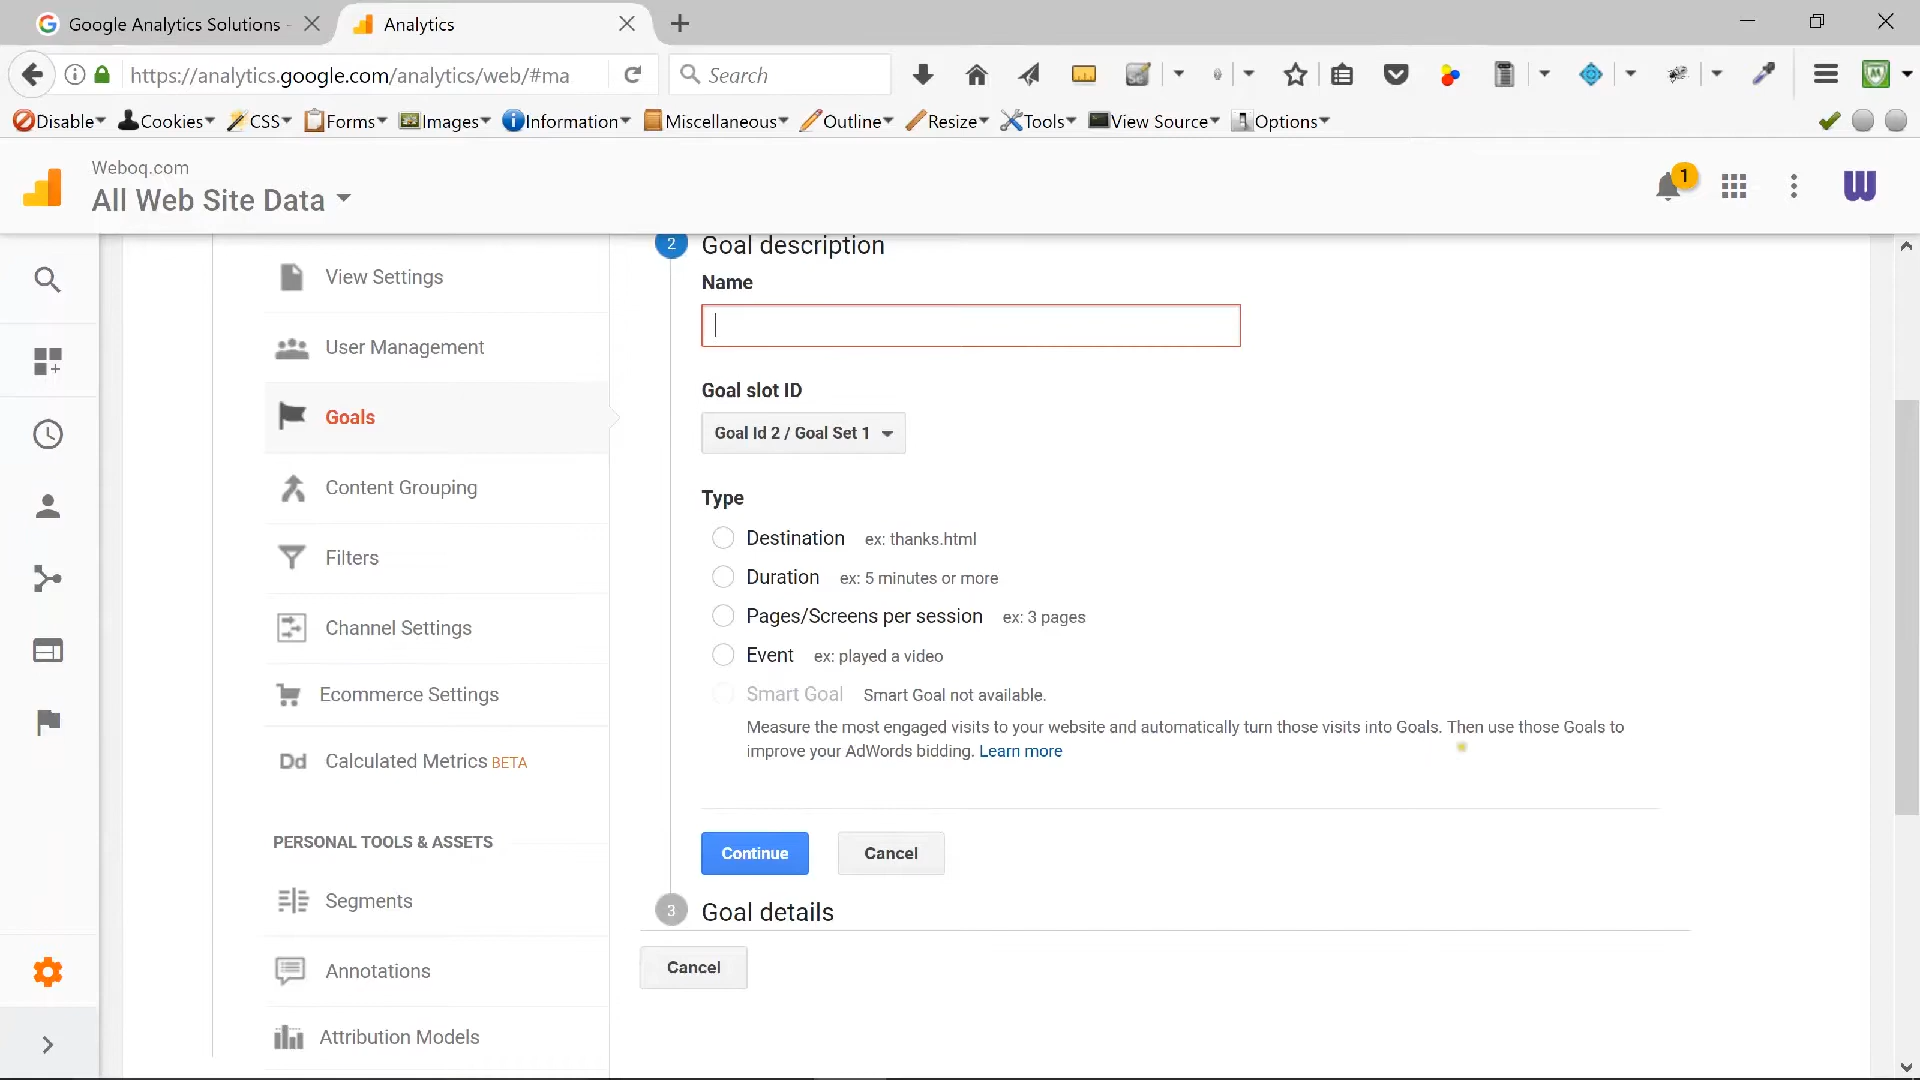 Google Analytics Solutions -
Analytics
https://analytics.google.com/analytics/web/#ma
Search
Disable
Cookies
CSS
Forms
Images
Information
Miscellaneous
Outline
Resize
Tools
View Source
Options
Weboq.com
All Web Site Data
1
View Settings
User Management
Goals
Content Grouping
Filters
Channel Settings
Ecommerce Settings
Dd Calculated Metrics BETA
PERSONAL TOOLS & ASSETS
Segments
Annotations
Attribution Models
2 Goal description
Name
Goal slot ID
Goal Id 2 / Goal Set 1
Type
Destination ex: thanks.html
Duration ex: 5 minutes or more
Pages/Screens per session ex: 3 pages
Event ex: played a video
Smart Goal Smart Goal not available.
Measure the most engaged visits to your website and automatically turn those visits into Goals. Then use those Goals to
improve your AdWords bidding. Learn more
Continue
Cancel
3 Goal details
Cancel